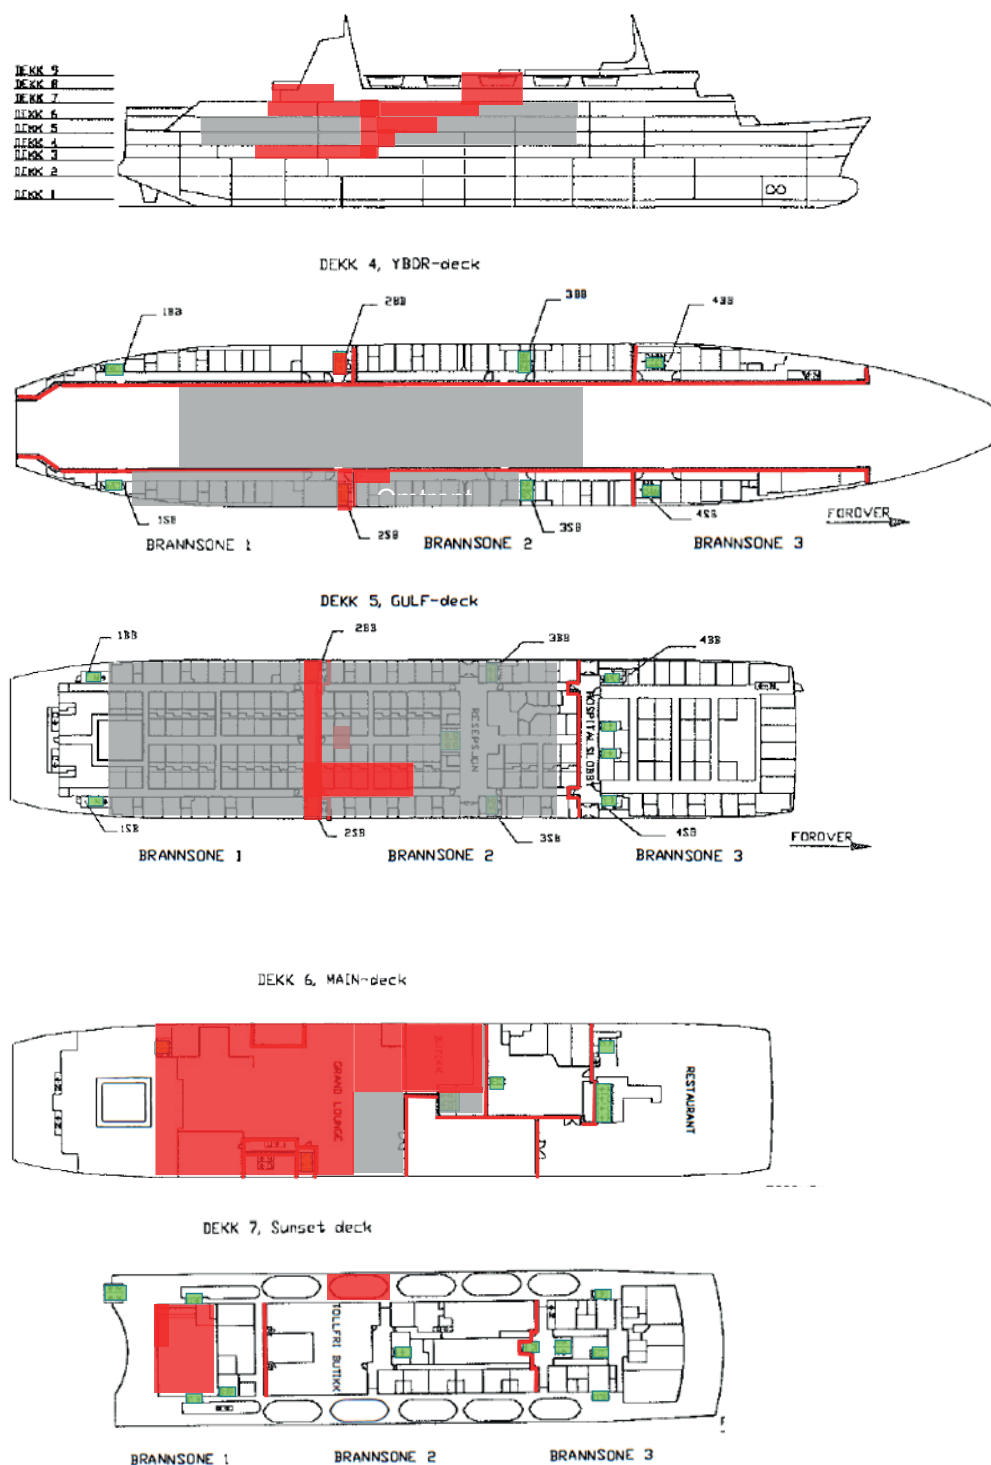 DEKK 9
DEKK 8
DEKK 7
DEKK 6
DEKK 5
DEKK 4
DEKK 3
DEKK 2
DEKK 1
DEKK 4, YBDR-deck
1BB
2BB
3BB
4BB
1SB
2SB
3SB
4SB
FOROVER
BRANNSONE 1
BRANNSONE 2
BRANNSONE 3
DEKK 5, GULF-deck
1BB
2BB
3BB
4BB
RESEPSJON
HOSPITALSLOBBY
1SB
2SB
3SB
4SB
FOROVER
BRANNSONE 1
BRANNSONE 2
BRANNSONE 3
DEKK 6, MAIN-deck
GRAND LOUNGE
BUTIKK
RESTAURANT
DEKK 7, Sunset deck
TOLLFRI BUTIKK
BRANNSONE 1
BRANNSONE 2
BRANNSONE 3